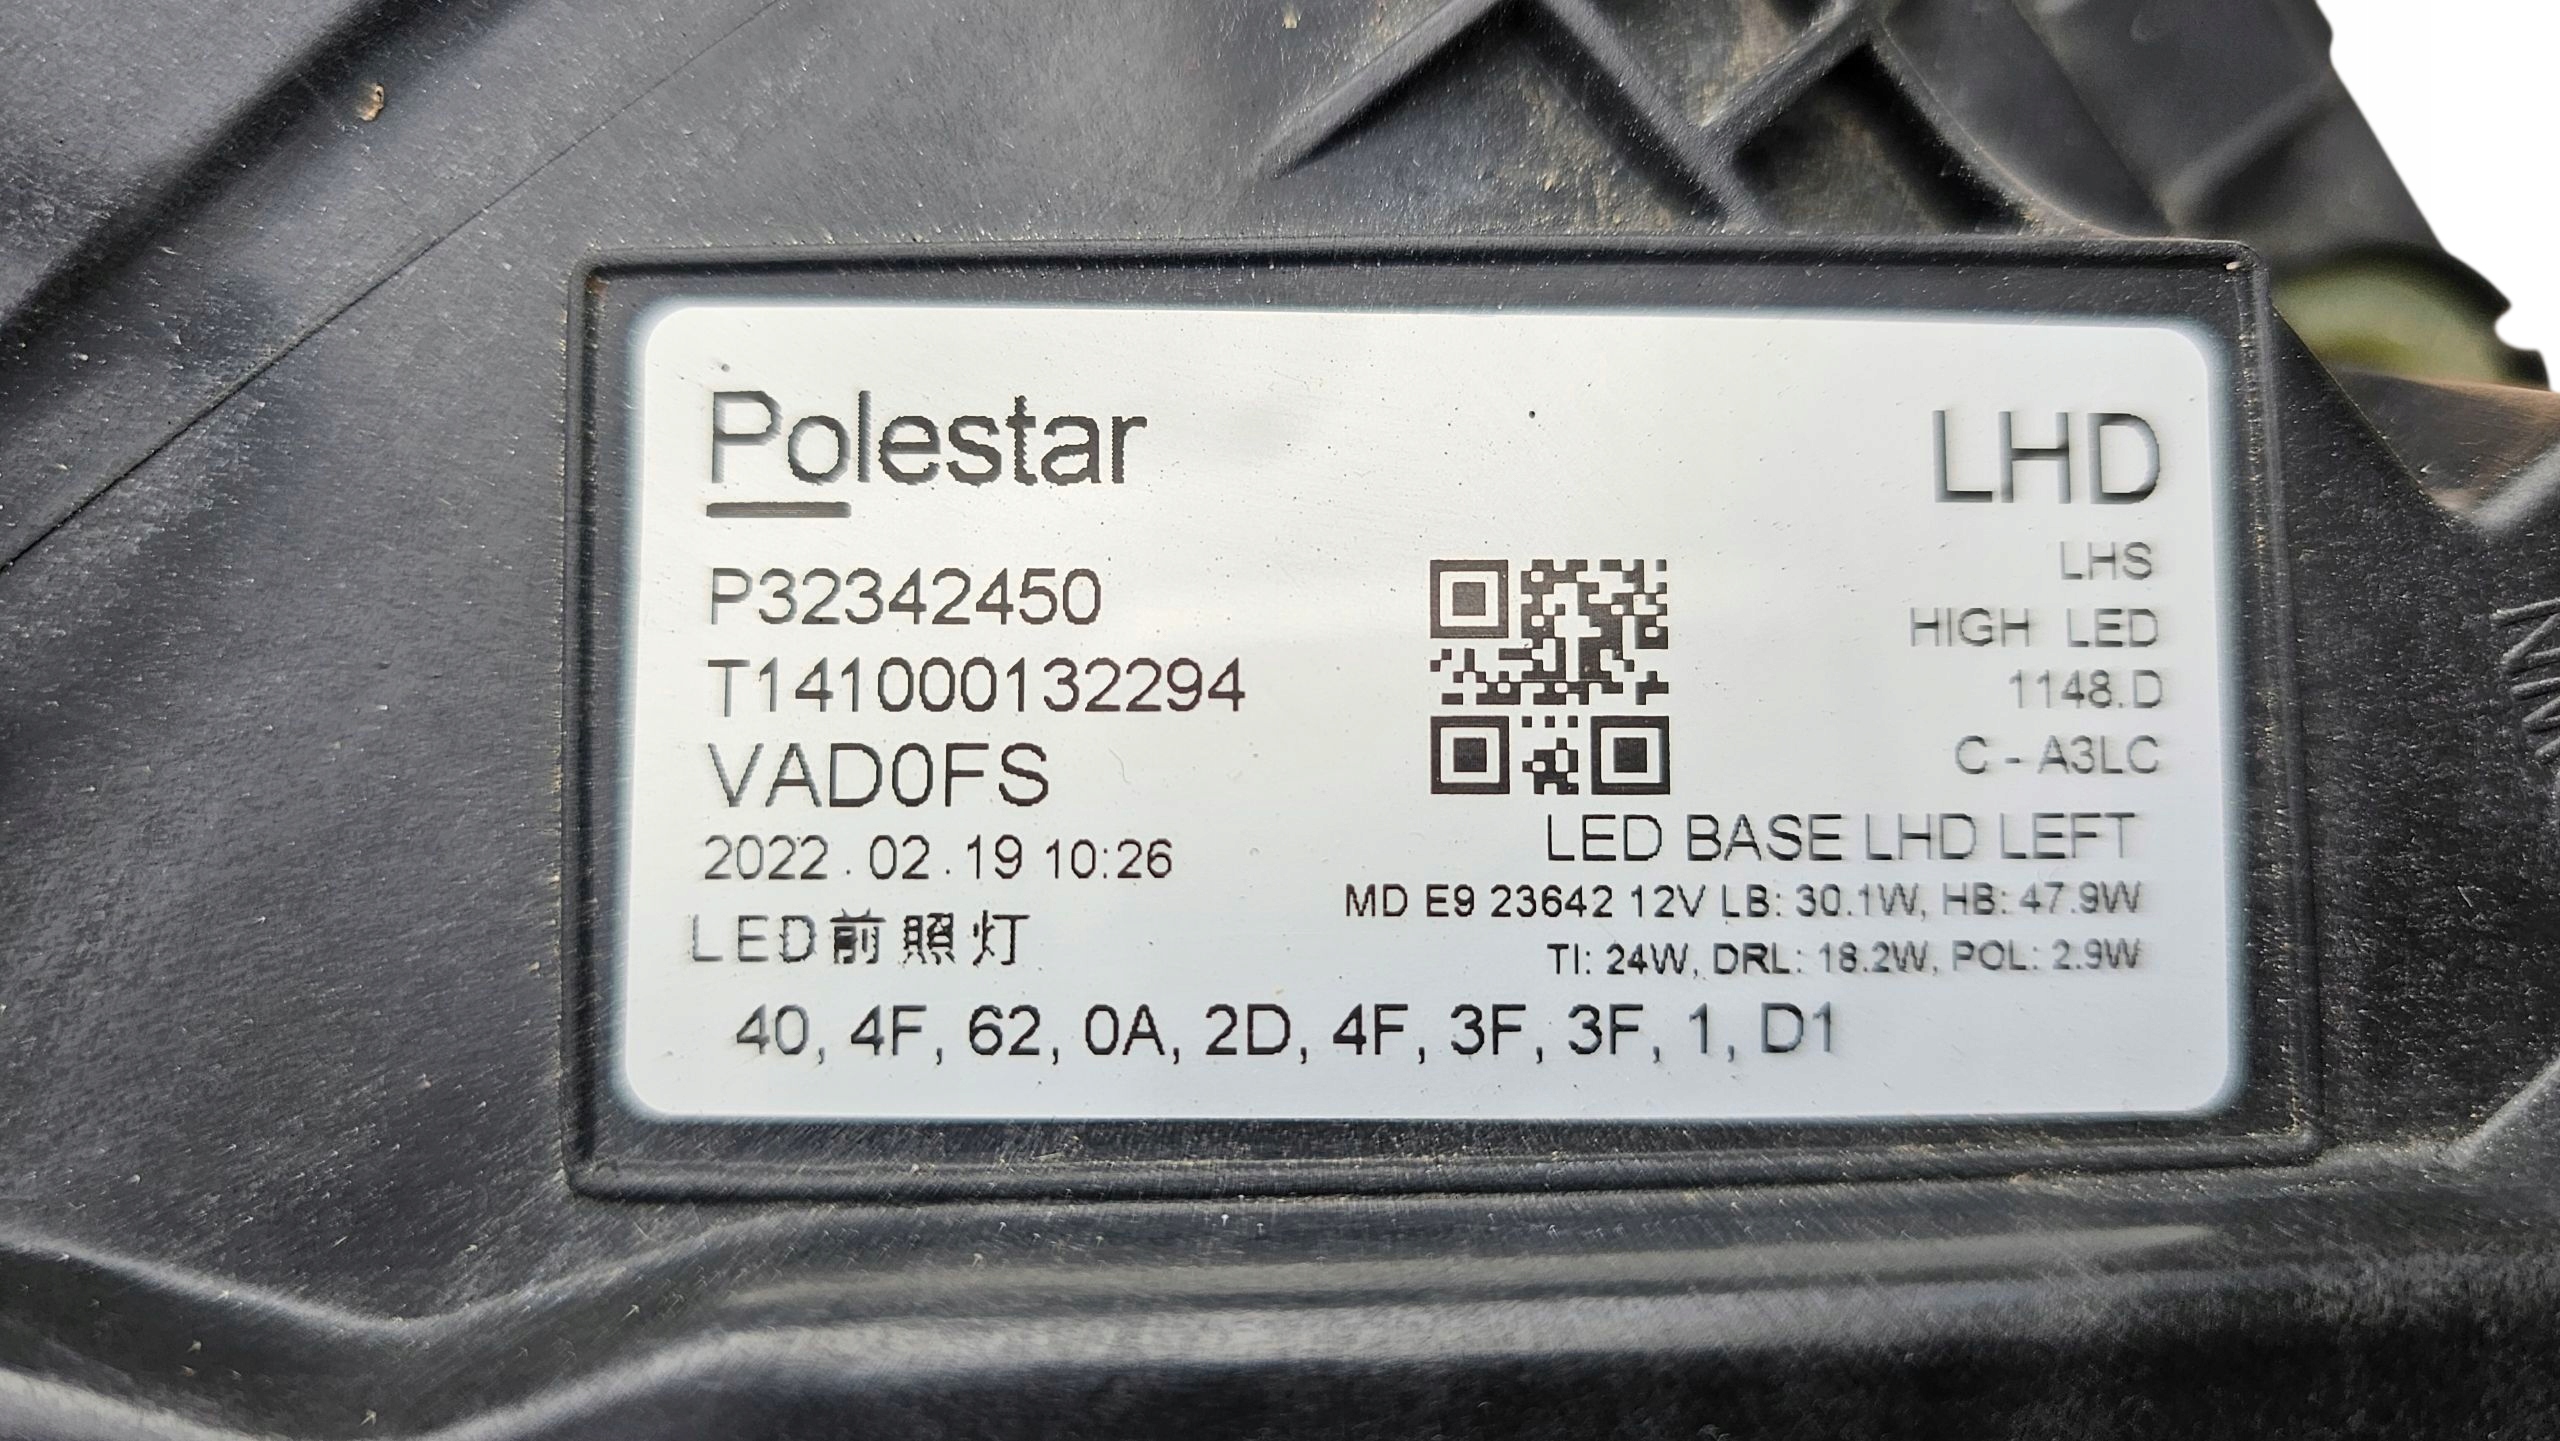 Polestar
LHD
P32342450
LHS
T141000132294
HIGH LED
1148.D
VAD0FS
C - A3LC
2022.02.19 10:26
LED BASE LHD LEFT
LED前照灯
MD E9 23642 12V LB: 30.1W, HB: 47.9W
TI: 24W, DRL: 18.2W, POL: 2.9W
40, 4F, 62, 0A, 2D, 4F, 3F, 3F, 1, D1